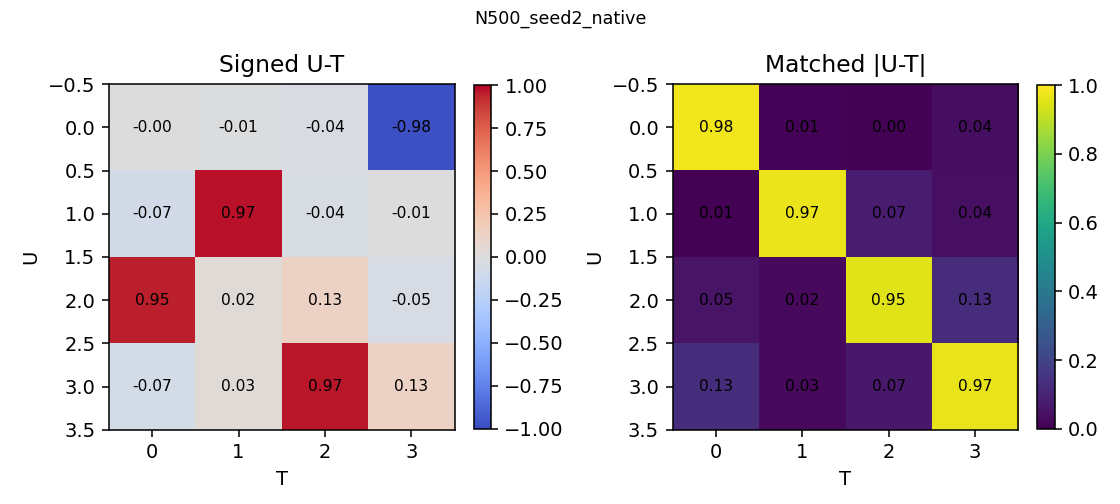 N500_seed2_native
Signed U-T
Matched |U-T|
−0.5
0.0
0.5
1.0
1.5
2.0
2.5
3.0
3.5
U
-0.00 -0.01 -0.04 -0.98
-0.07 0.97 -0.04 -0.01
0.95 0.02 0.13 -0.05
-0.07 0.03 0.97 0.13
0 1 2 3
T
1.00
0.75
0.50
0.25
0.00
−0.25
−0.50
−0.75
−1.00
−0.5
0.0
0.5
1.0
1.5
2.0
2.5
3.0
3.5
U
0.98 0.01 0.00 0.04
0.01 0.97 0.07 0.04
0.05 0.02 0.95 0.13
0.13 0.03 0.07 0.97
0 1 2 3
T
1.0
0.8
0.6
0.4
0.2
0.0